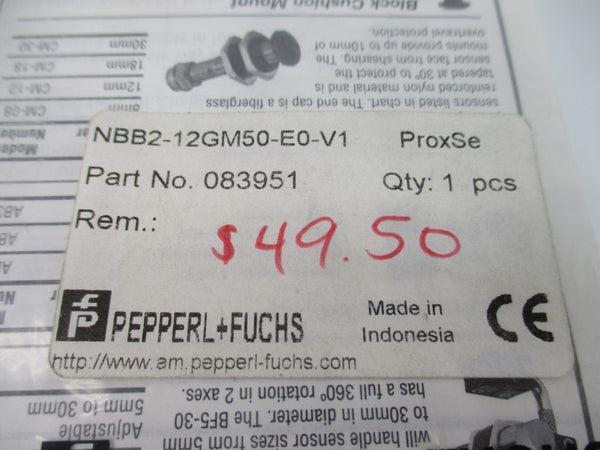 NBB2-12GM50-E0-V1 ProxSe
Part No. 083951 Qty: 1 pcs
Rem.: $49.50
PEPPERL+FUCHS
Made in
Indonesia
CE
http://www.am.pepperl-fuchs.com
Block Cushion Mount
sensors listed in chart. The end cap is a fiberglass
reinforced nylon material and is
tapered at 30° to protect the
sensor face from shearing. The
mounts provide up to 10mm of
overtravel protection.
Model
Number
8mm CM-08
12mm CM-12
18mm CM-18
30mm CM-30
will handle sensor sizes from 5mm
to 30mm in diameter. The BF5-30
has a full 360° rotation in 2 axes.
Adjustable
5mm to 30mm